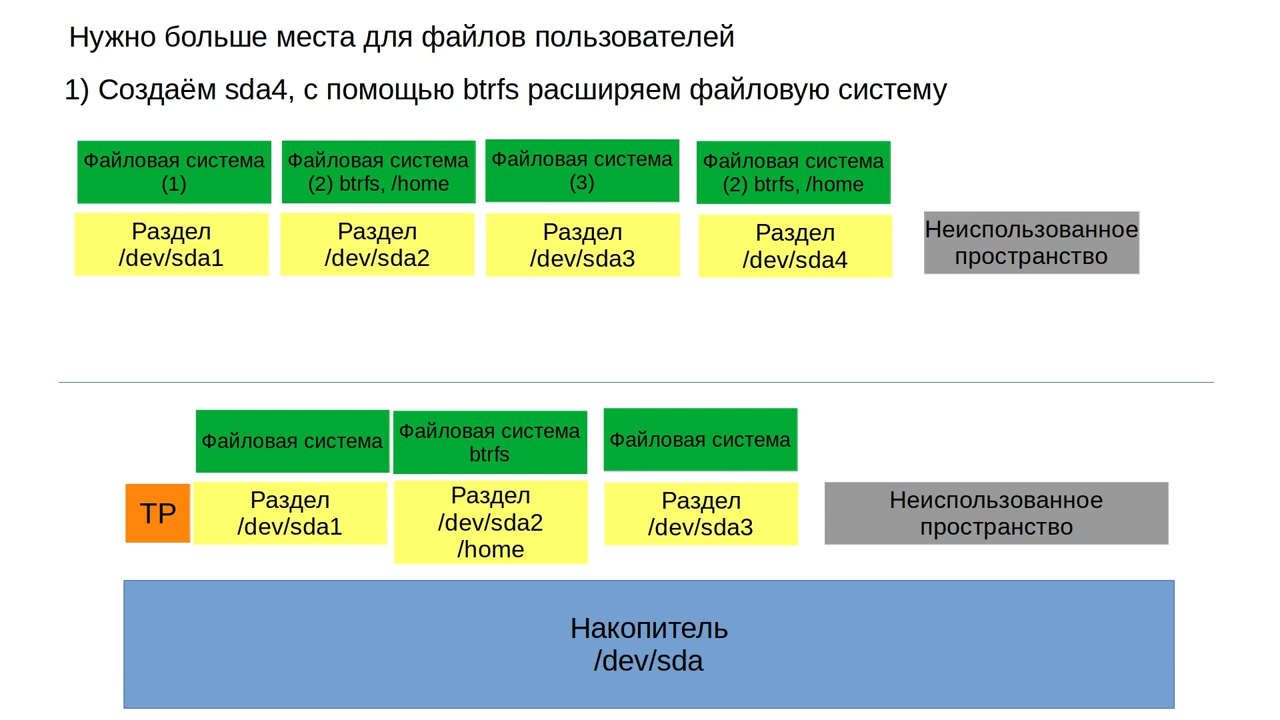 Нужно больше места для файлов пользователей
1) Создаём sda4, с помощью btrfs расширяем файловую систему
Файловая система
(1)
Файловая система
(2) btrfs, /home
Файловая система
(3)
Файловая система
(2) btrfs, /home
Раздел
/dev/sda1
Раздел
/dev/sda2
Раздел
/dev/sda3
Раздел
/dev/sda4
Неиспользованное
пространство
Файловая система
Файловая система
btrfs
Файловая система
ТР
Раздел
/dev/sda1
Раздел
/dev/sda2
/home
Раздел
/dev/sda3
Неиспользованное
пространство
Накопитель
/dev/sda